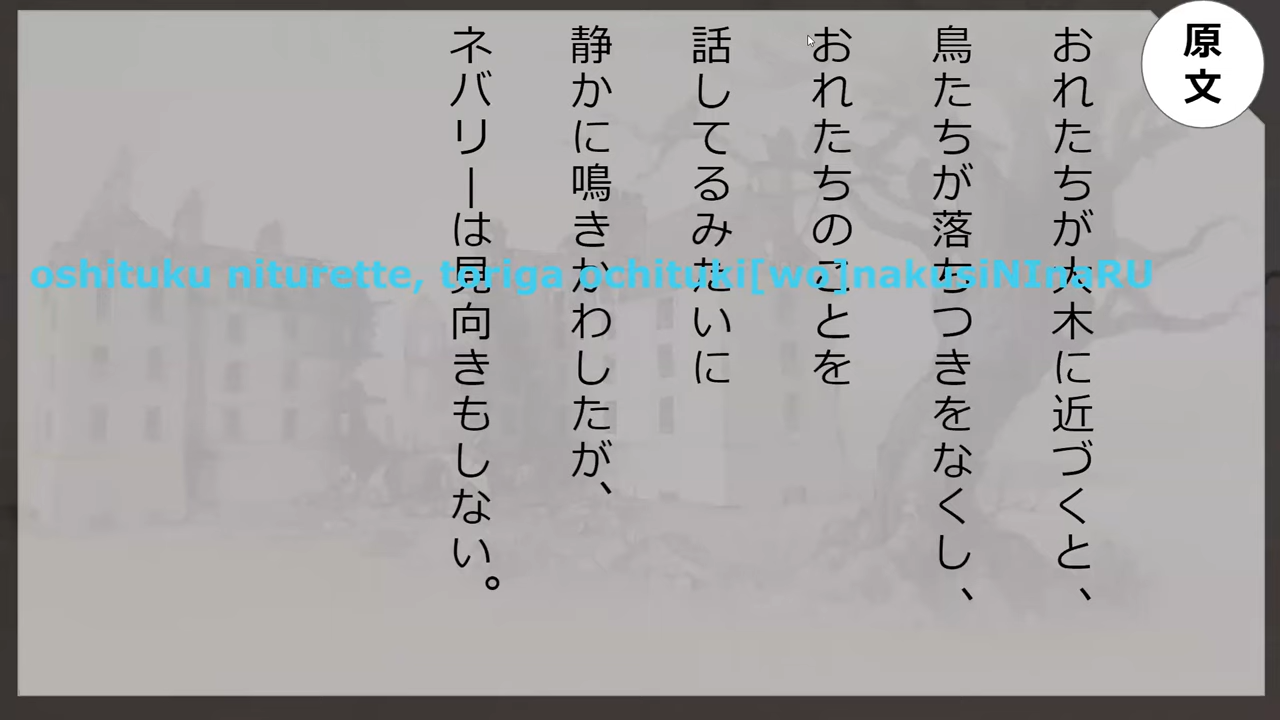 原文
おれたちが大木に近づくと、
鳥たちが落ちつきをなくし、
おれたちのことを
話してるみたいに
静かに鳴きかわしたが、
ネバリーは見向きもしない。
oshituku niturette, toriga ochituki[wo]nakusiNInaRU